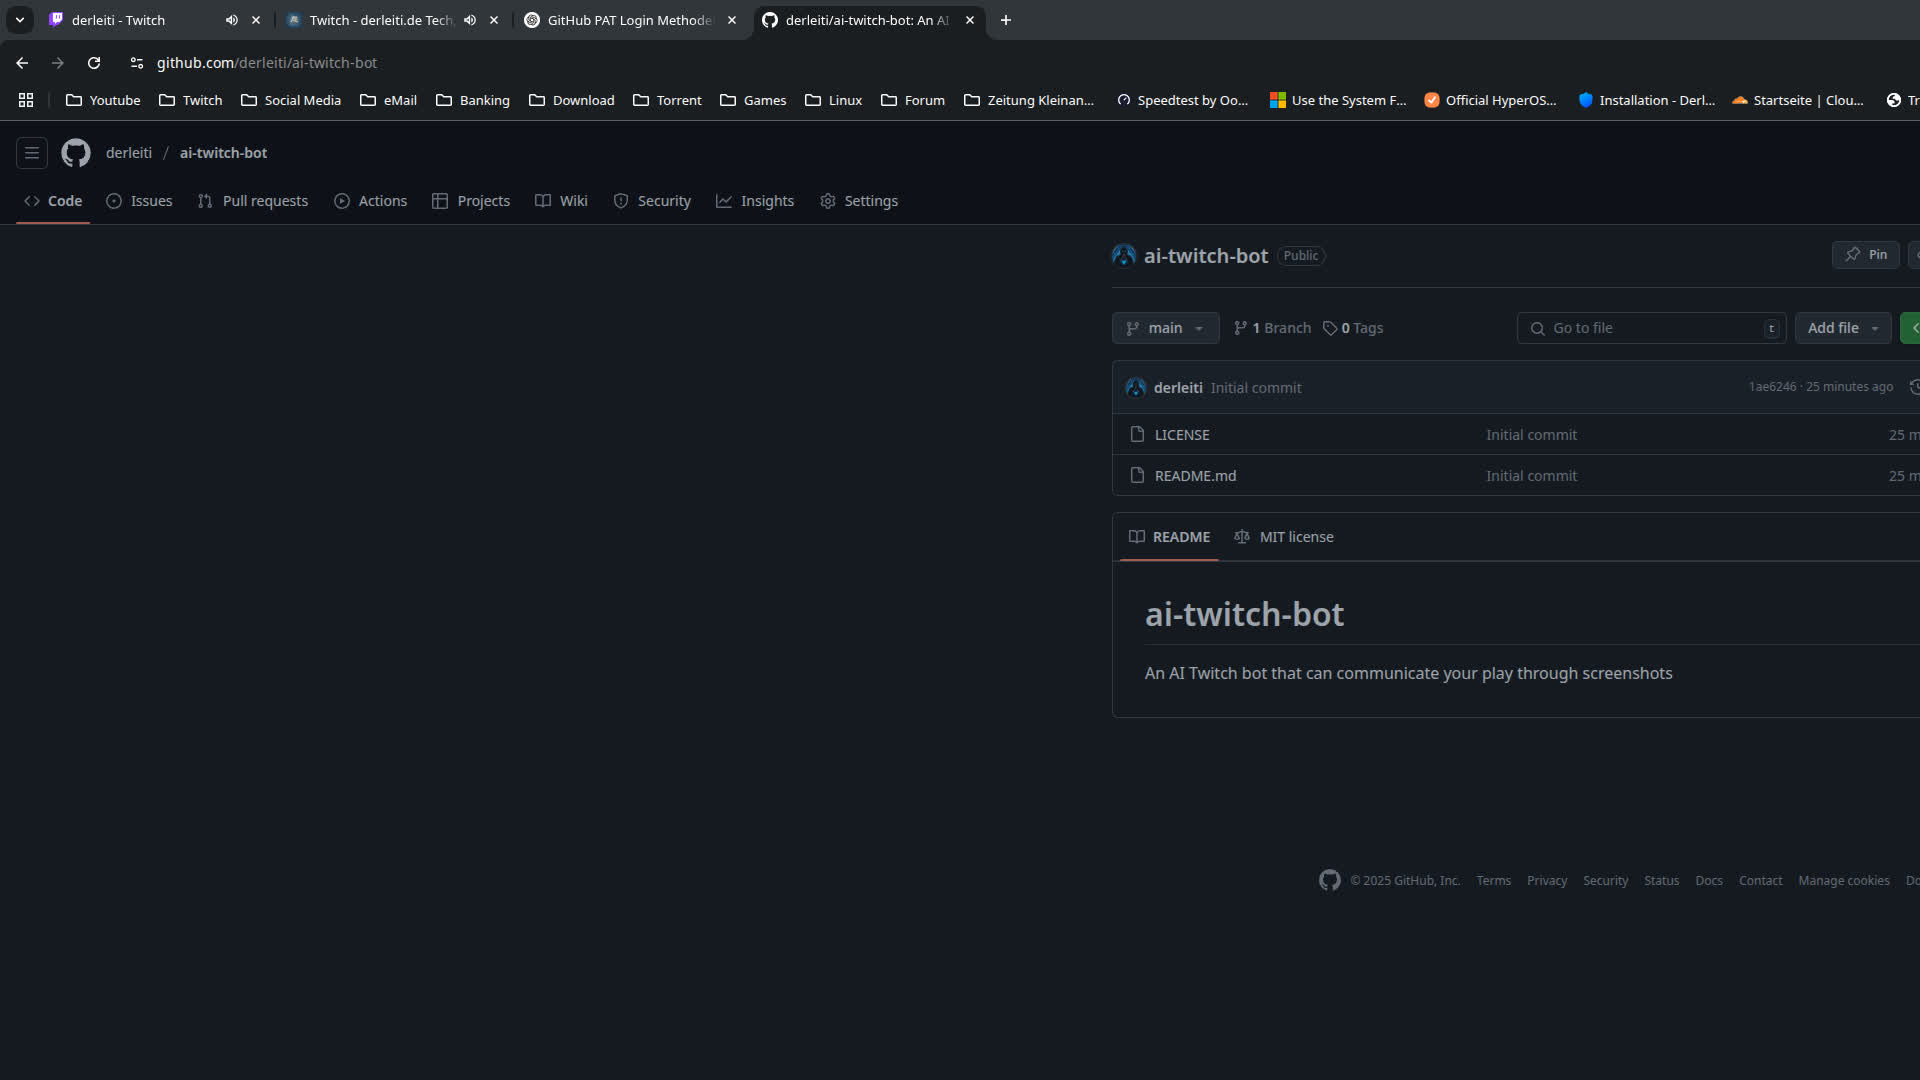 derleiti - Twitch
Twitch - derleiti.de Tech
GitHub PAT Login Methode
derleiti/ai-twitch-bot: An AI
github.com/derleiti/ai-twitch-bot
Youtube Twitch Social Media eMail Banking Download Torrent Games Linux Forum Zeitung Kleinan... Speedtest by Oo... Use the System F... Official HyperOS... Installation - Derl... Startseite | Clou... Tr
derleiti / ai-twitch-bot
Code Issues Pull requests Actions Projects Wiki Security Insights Settings
ai-twitch-bot Public Pin
main 1 Branch 0 Tags Go to file t Add file
derleiti Initial commit 1ae6246 · 25 minutes ago
LICENSE Initial commit 25 m
README.md Initial commit 25 m
README MIT license
ai-twitch-bot
An AI Twitch bot that can communicate your play through screenshots
© 2025 GitHub, Inc. Terms Privacy Security Status Docs Contact Manage cookies Do